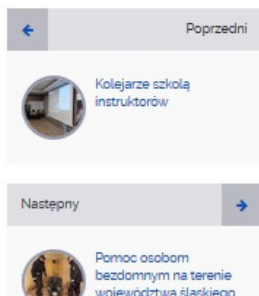 Poprzedni
Kolejarze szkolą
instruktorów
Następny
Pomoc osobom
bezdomnym na terenie
województwa śląskiego